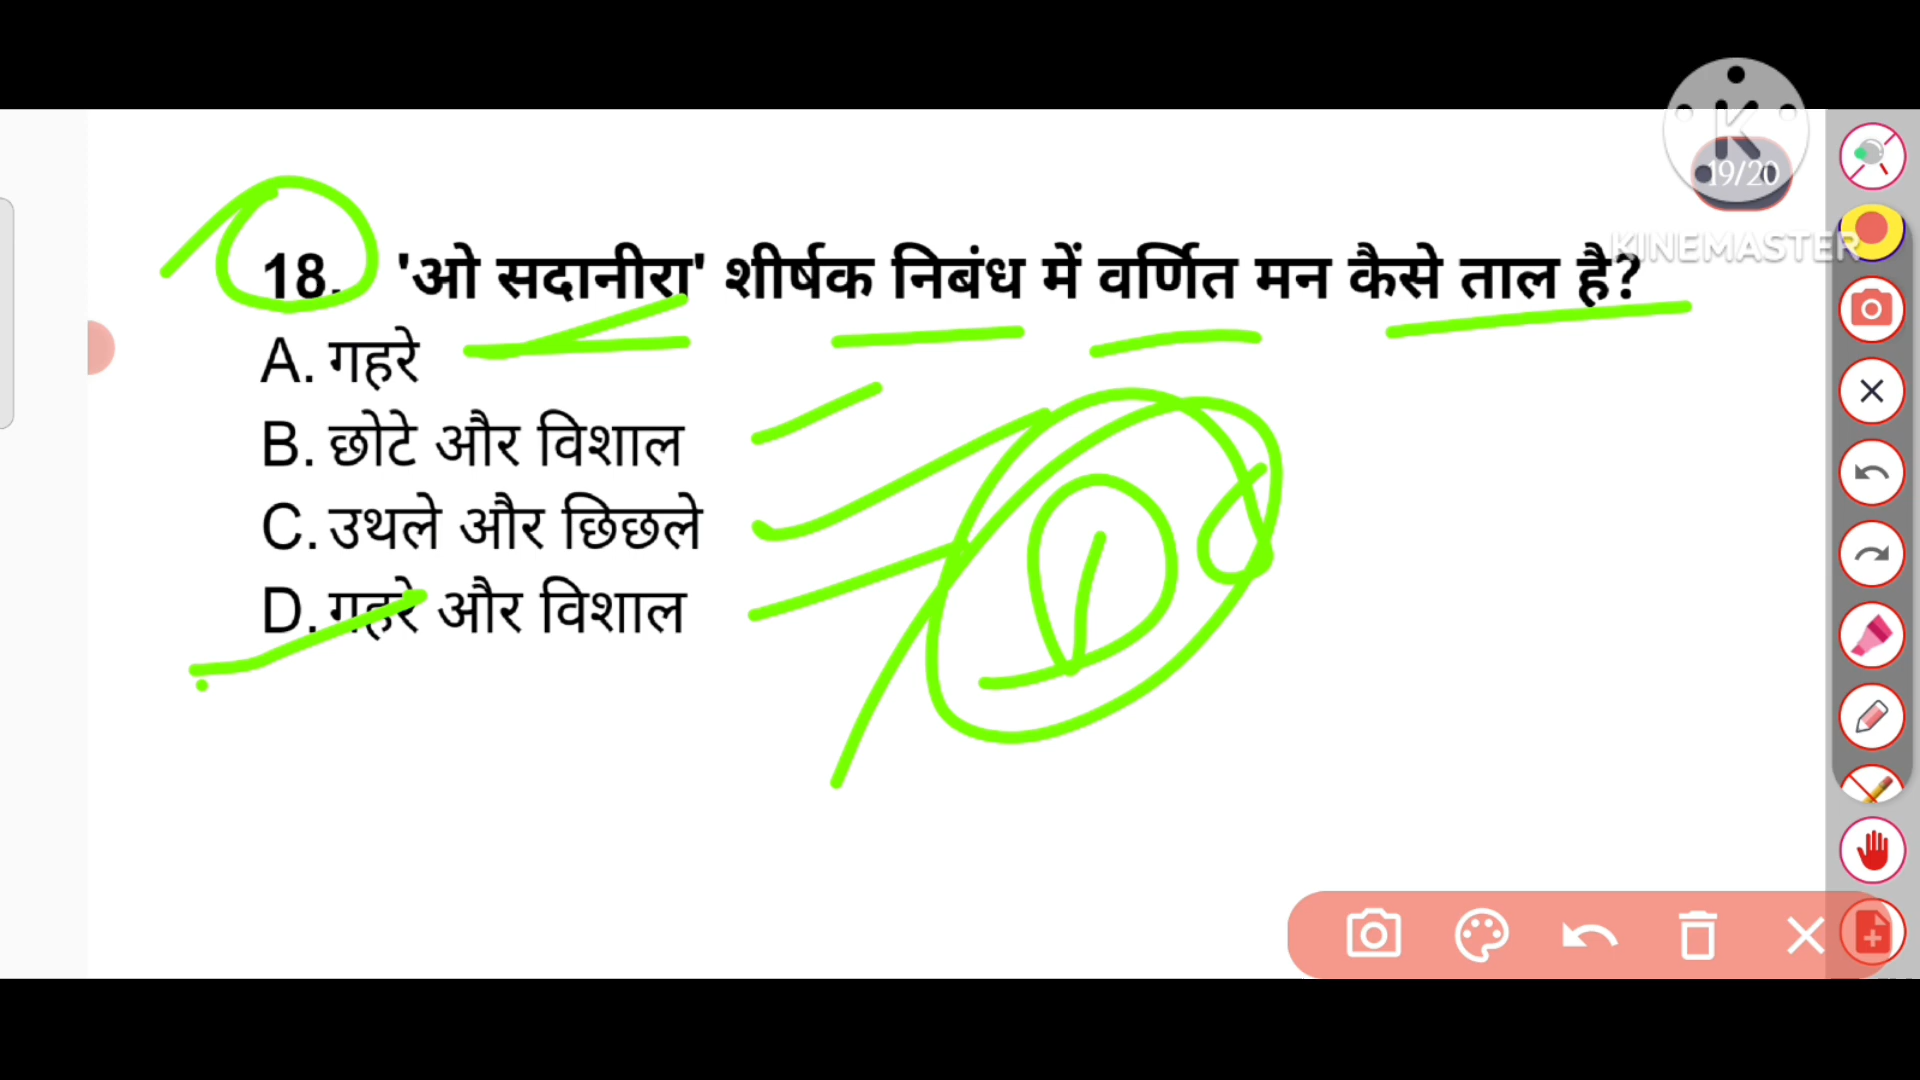 19/20
KINEMASTER
18. 'ओ सदानीरा' शीर्षक निबंध में वर्णित मन कैसे ताल है?
A. गहरे
B. छोटे और विशाल
C. उथले और छिछले
D. गहरे और विशाल
D